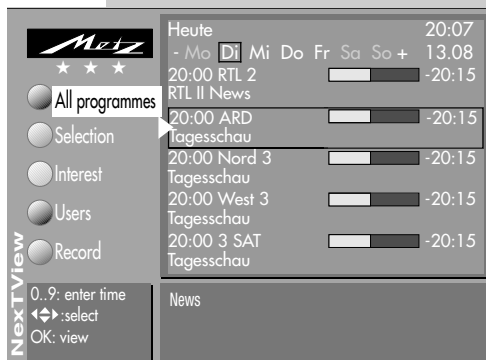 Metz
All programmes
Selection
Interest
Users
Record
NexTView
0..9: enter time
:select
OK: view
Heute 20:07
- Mo Di Mi Do Fr Sa So + 13.08
20:00 RTL 2 -20:15
RTL II News
20:00 ARD -20:15
Tagesschau
20:00 Nord 3 -20:15
Tagesschau
20:00 West 3 -20:15
Tagesschau
20:00 3 SAT -20:15
Tagesschau
News